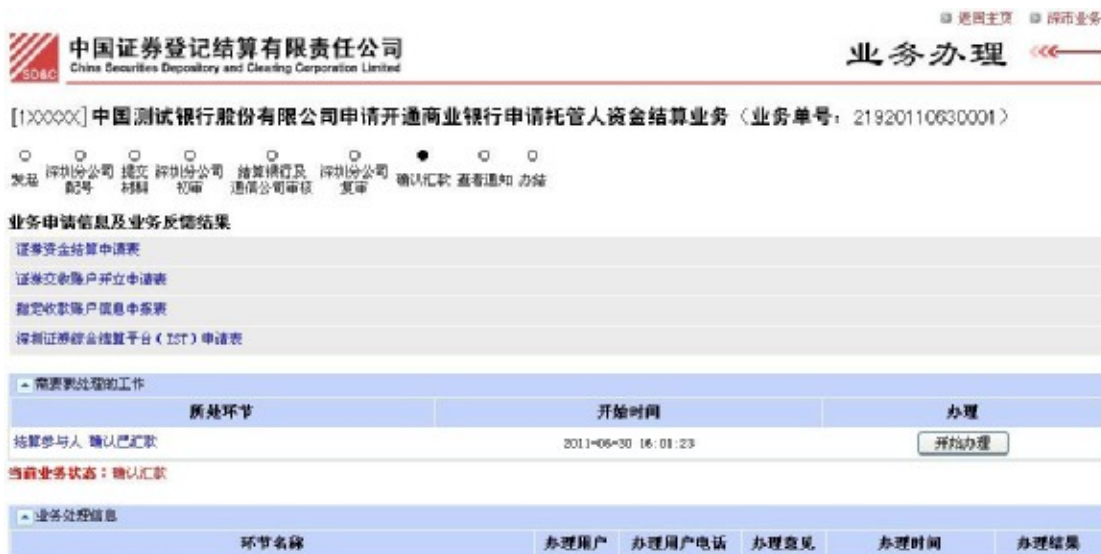 返回主页 深市业务
中国证券登记结算有限责任公司
China Securities Depository and Clearing Corporation Limited
SD&C
业务办理
[1XXXXX]中国测试银行股份有限公司申请开通商业银行申请托管人资金结算业务（业务单号：21920110630001）
发起 深圳分公司配号 提交材料 深圳分公司初审 结算银行及通信公司审核 深圳分公司复审 确认汇款 查看通知 办结
业务申请信息及业务反馈结果
证券资金结算申请表
证券交收账户开立申请表
指定收款账户信息申报表
深圳证券综合结算平台(IST)申请表
需要要处理的工作
所处环节 开始时间 办理
结算参与人 确认已汇款 2011-06-30 16:01:23 开始办理
当前业务状态：确认汇款
业务处理信息
环节名称 办理用户 办理用户电话 办理意见 办理时间 办理结果